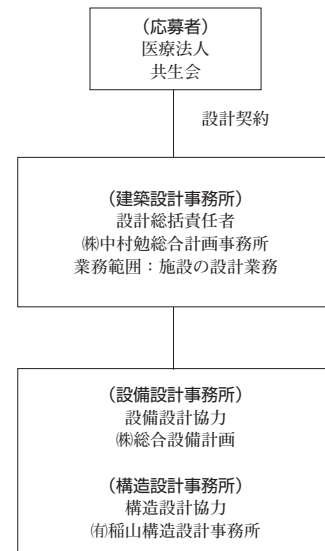 (応募者)
医療法人
共生会
設計契約
(建築設計事務所)
設計総括責任者
㈱中村勉総合計画事務所
業務範囲：施設の設計業務
(設備設計事務所)
設備設計協力
㈱総合設備計画
(構造設計事務所)
構造設計協力
㈲稲山構造設計事務所